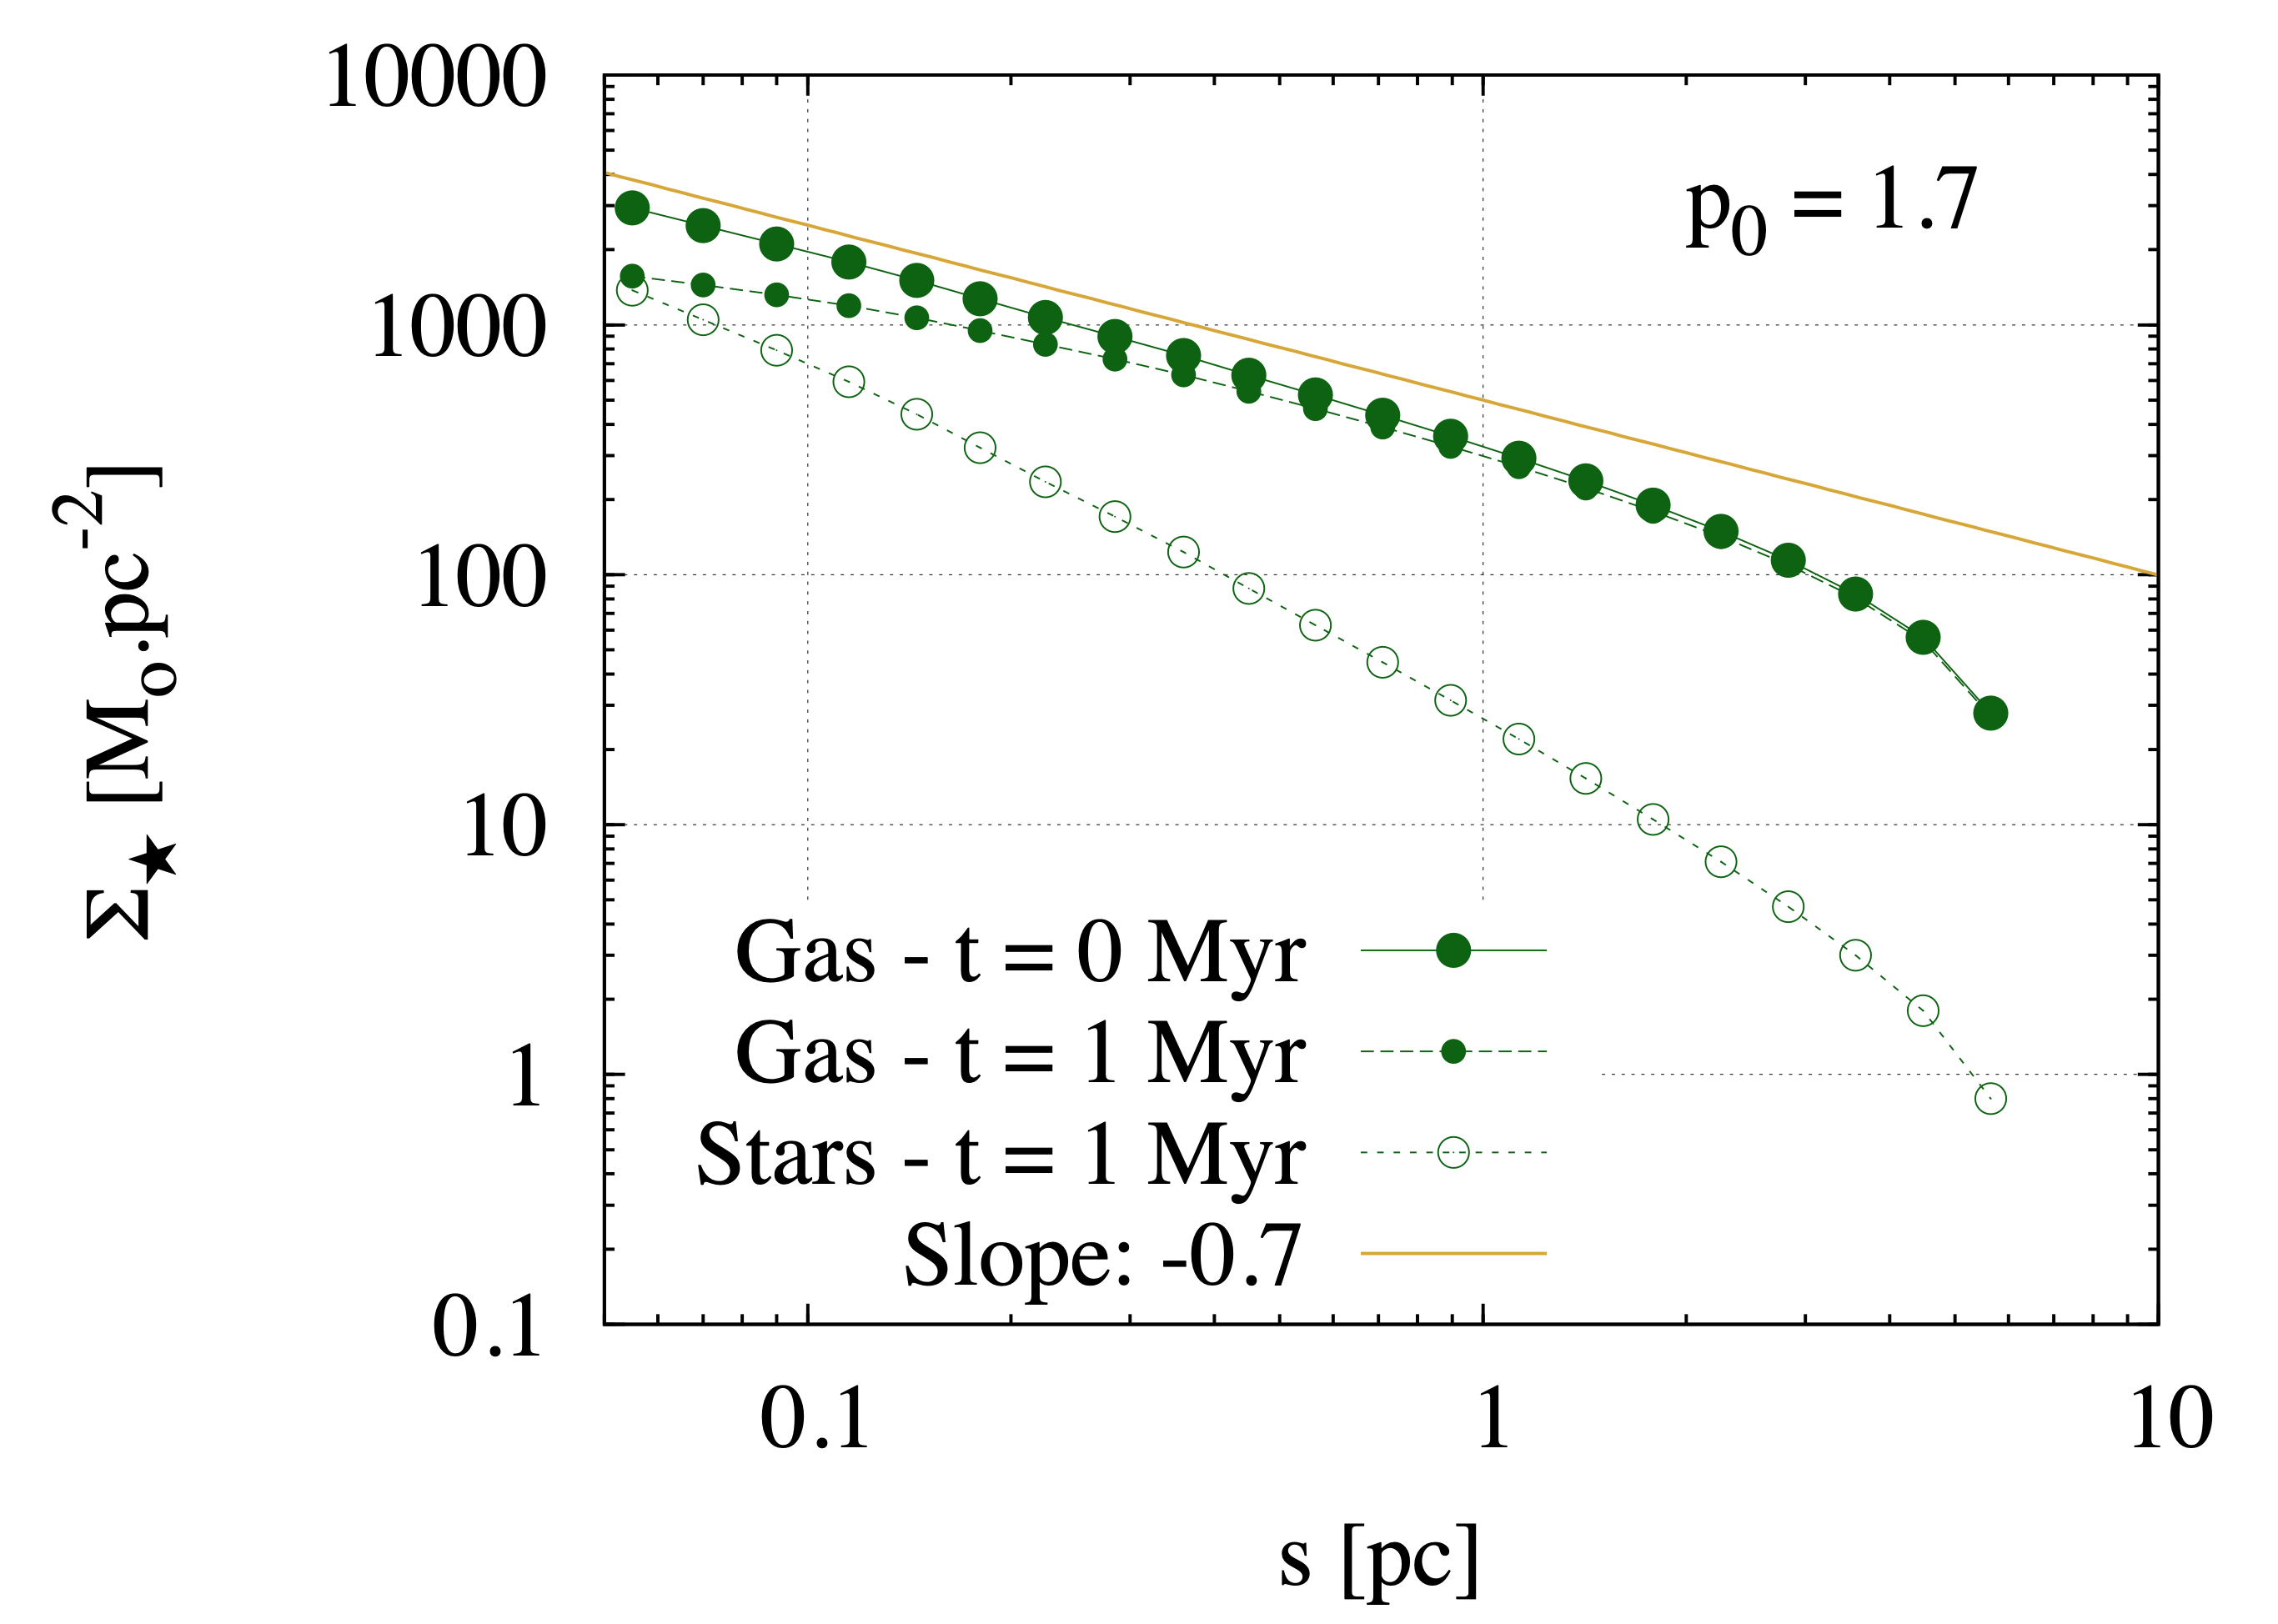 10000
1000
100
10
1
0.1
Σ★ [Mo.pc-2]
p0 = 1.7
Gas - t = 0 Myr
Gas - t = 1 Myr
Stars - t = 1 Myr
Slope: -0.7
0.1 1 10
s [pc]